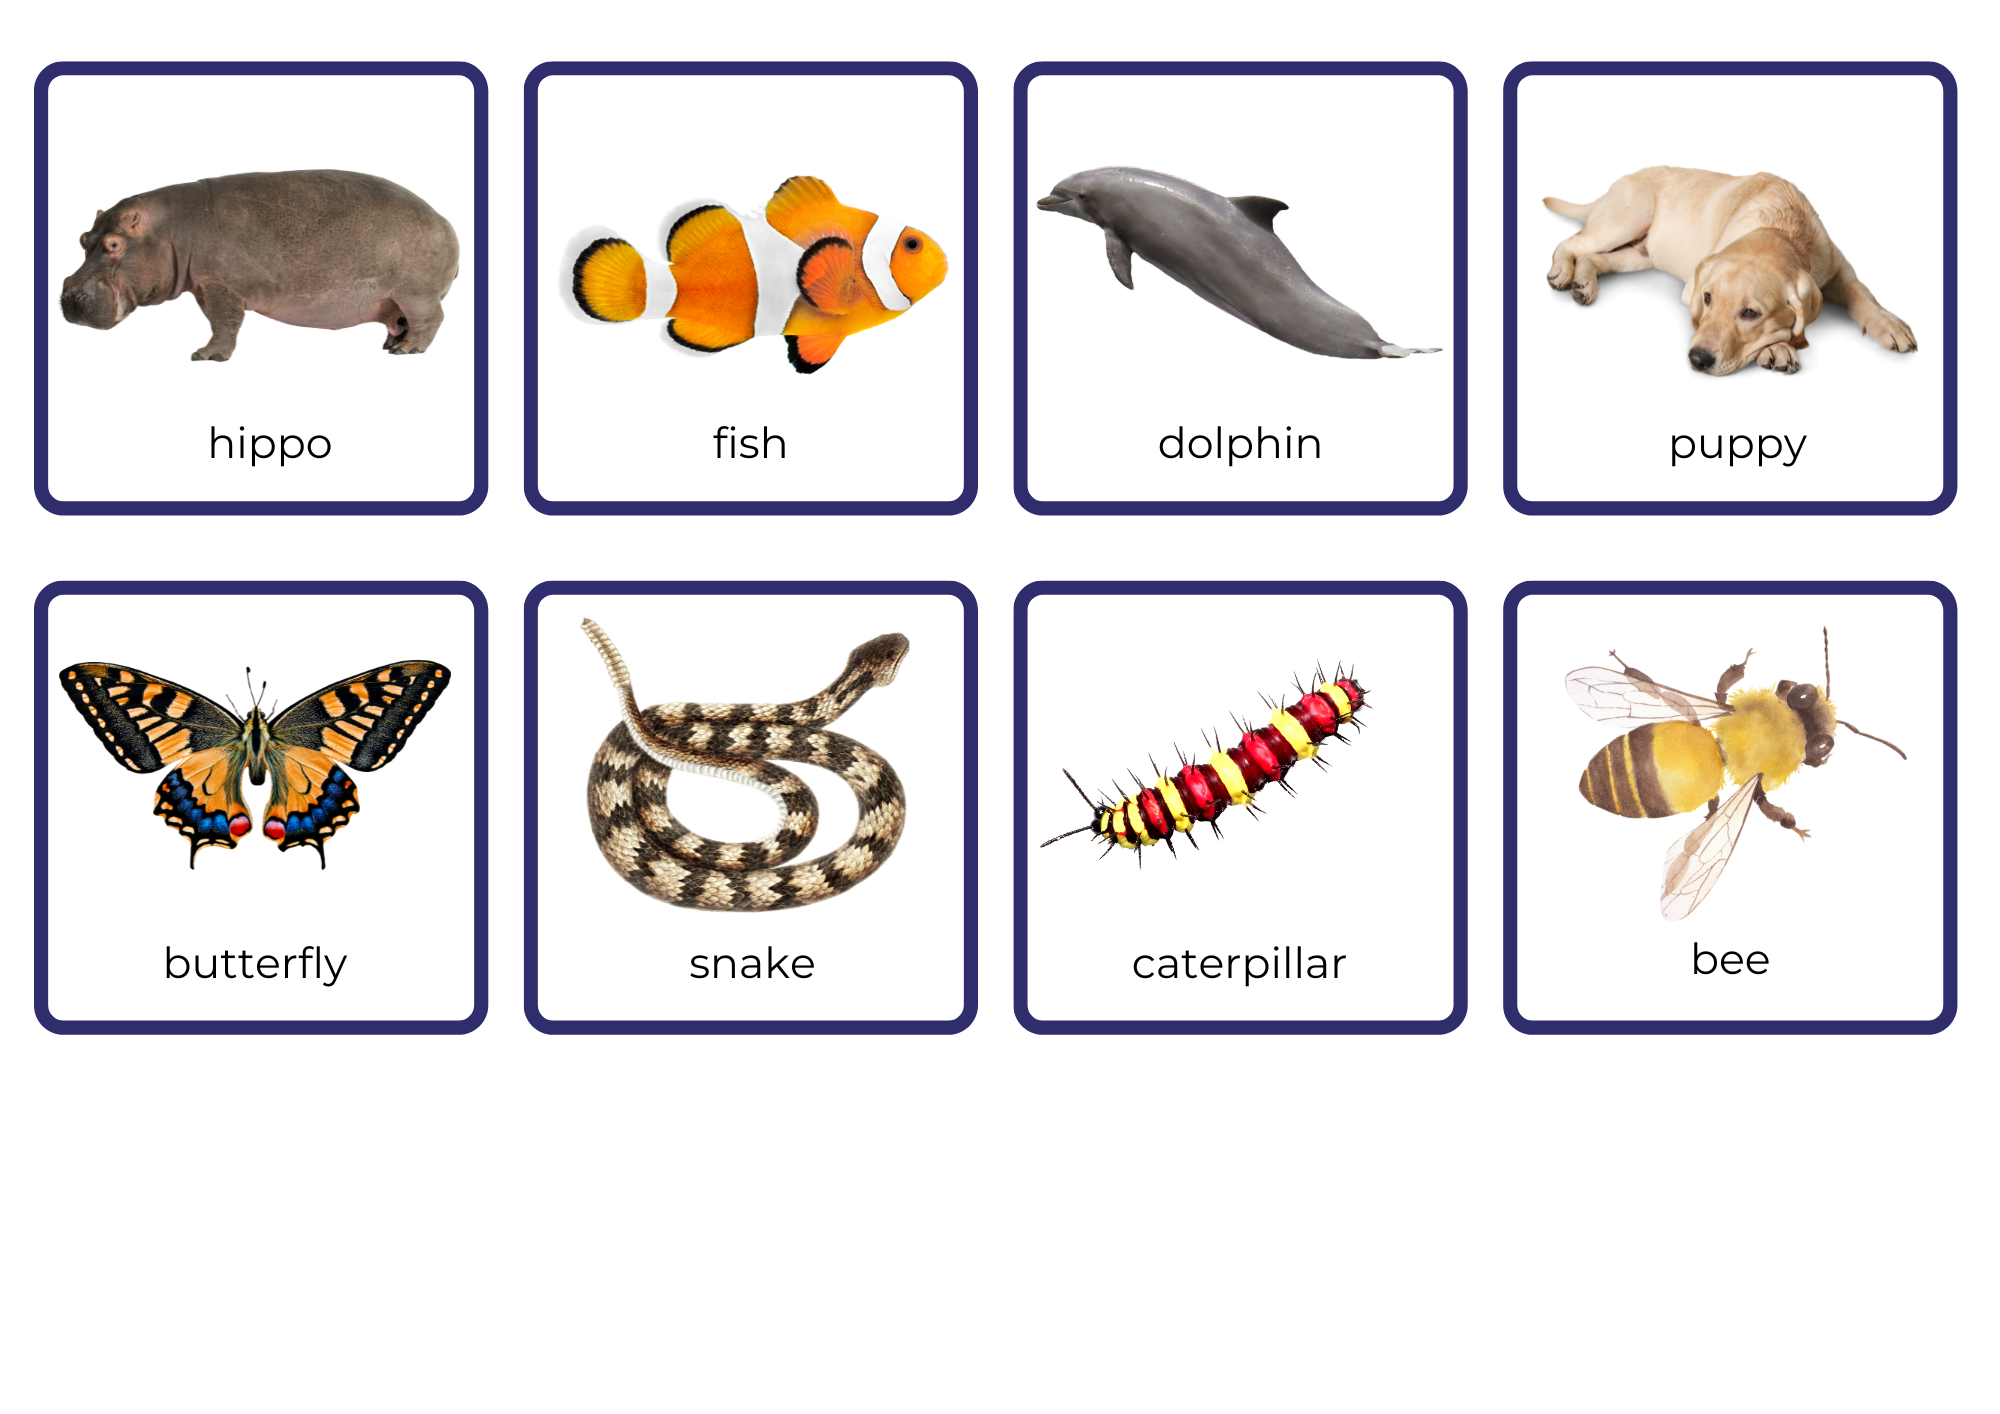 hippo
fish
dolphin
puppy
butterfly
snake
caterpillar
bee